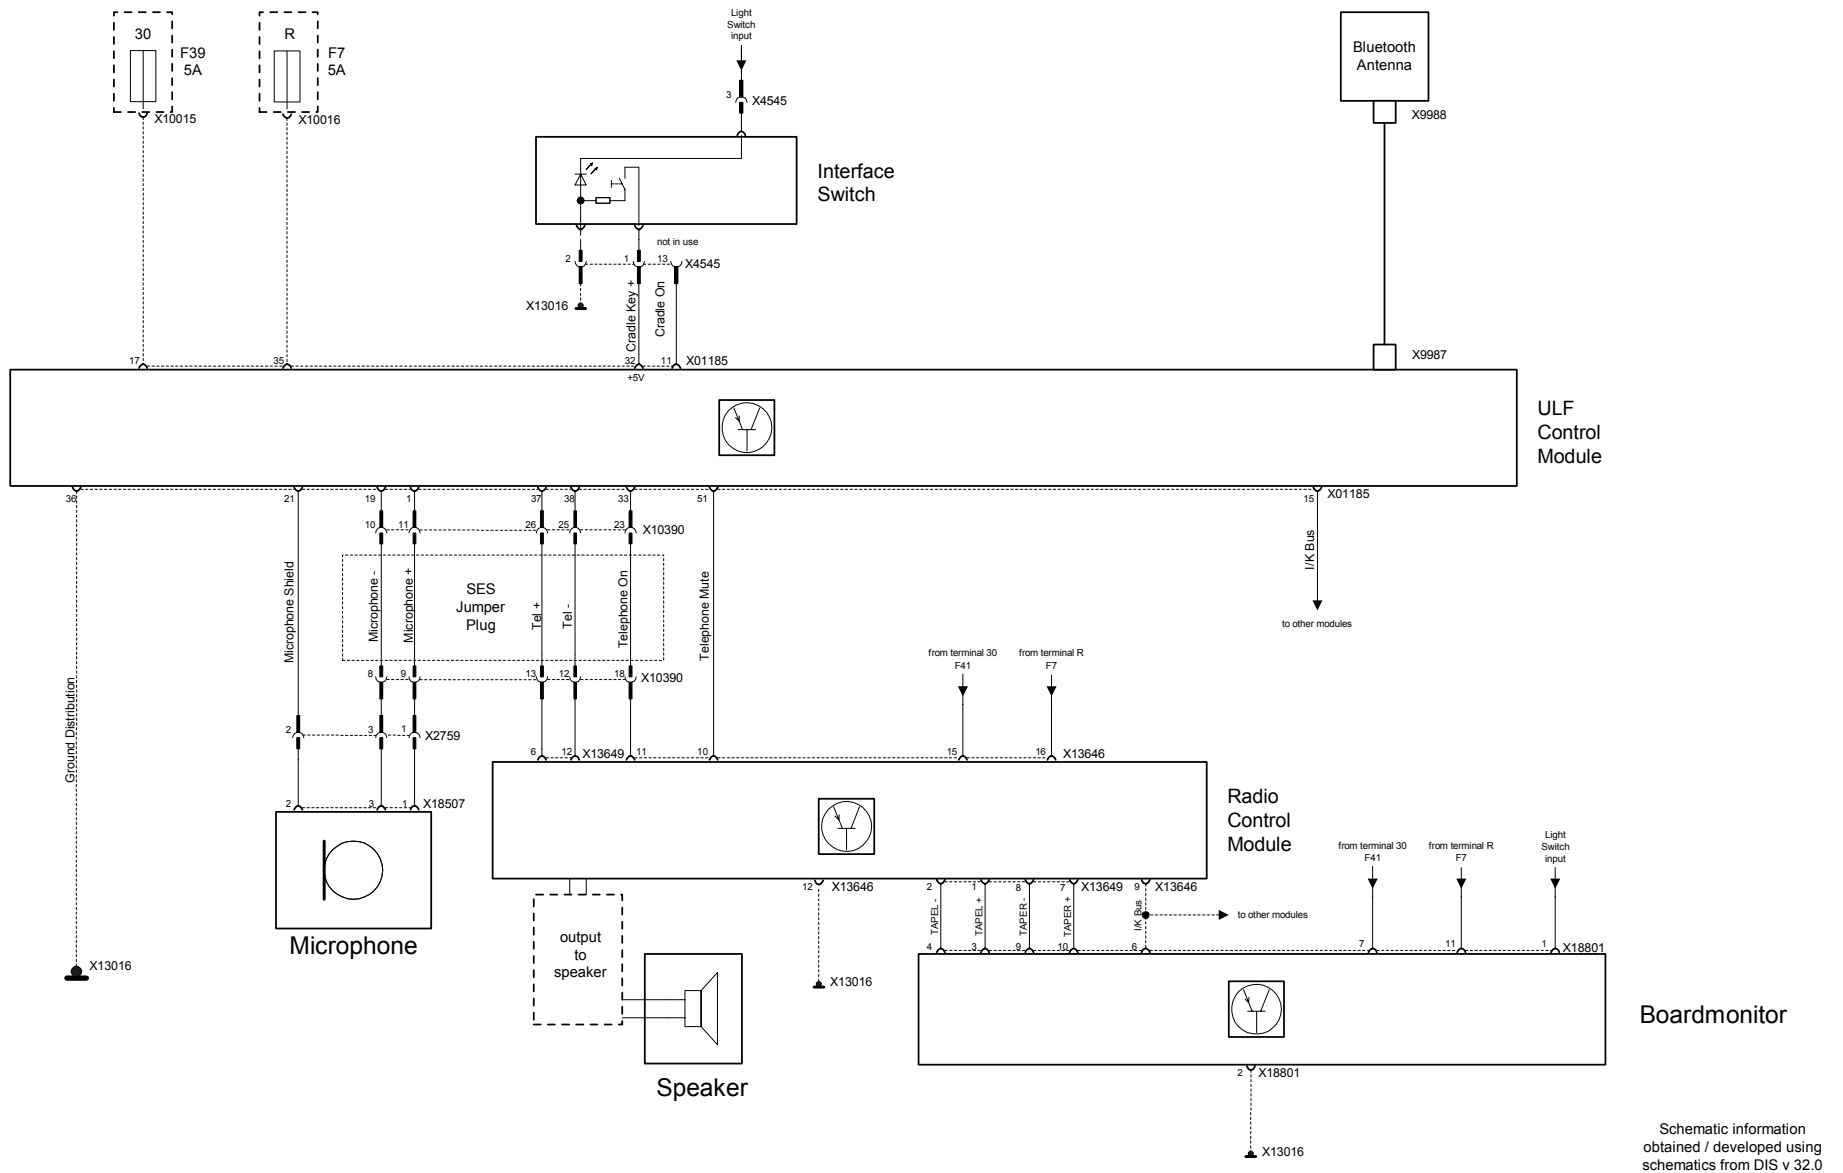 30
F39
5A
X10015
R
F7
5A
X10016
Light
Switch
input
3
X4545
Interface
Switch
not in use
2
1
13
X4545
X13016
Cradle Key +
Cradle On
Bluetooth
Antenna
X9988
X9987
17
35
32
11
X01185
+5V
ULF
Control
Module
36
21
19
1
37
38
33
51
15
X01185
10
11
26
25
23
X10390
Ground Distribution
Microphone Shield
Microphone -
Microphone +
SES
Jumper
Plug
Tel +
Tel -
Telephone On
Telephone Mute
I/K Bus
to other modules
8
9
13
12
18
X10390
2
3
1
X2759
from terminal 30
F41
from terminal R
F7
6
12
X13649
11
10
15
16
X13646
2
3
1
X18507
Microphone
X13016
Radio
Control
Module
12
X13646
2
1
8
7
X13649
9
X13646
TAPEL -
TAPEL +
TAPER -
TAPER +
I/K Bus
to other modules
from terminal 30
F41
from terminal R
F7
Light
Switch
input
output
to
speaker
X13016
Speaker
4
3
9
10
6
7
11
1
X18801
Boardmonitor
2
X18801
X13016
Schematic information
obtained / developed using
schematics from DIS v 32.0